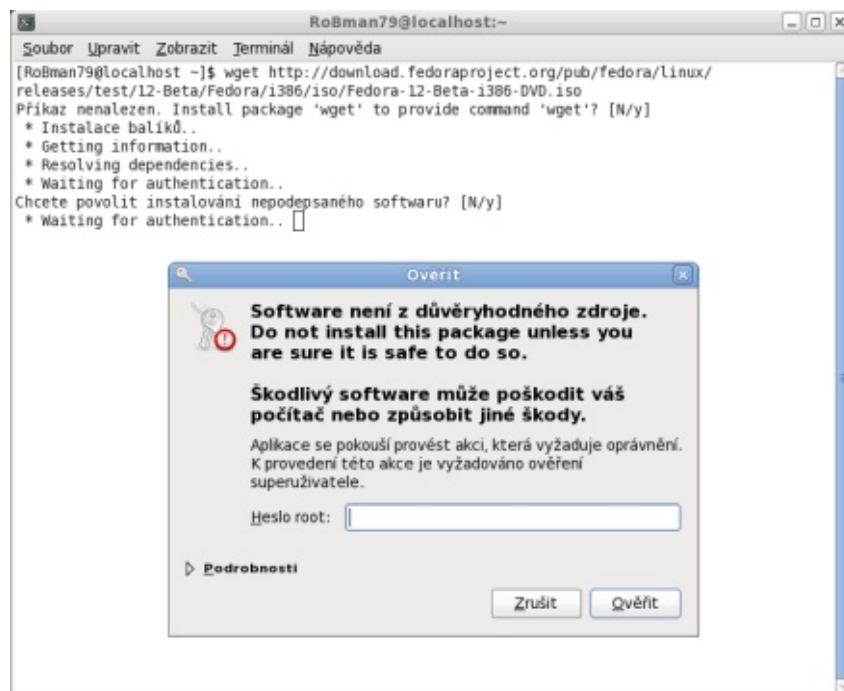 RoBman79@localhost:~
Soubor Upravit Zobrazit Terminál Nápověda
[RoBman79@localhost ~]$ wget http://download.fedoraproject.org/pub/fedora/linux/
releases/test/12-Beta/Fedora/i386/iso/Fedora-12-Beta-i386-DVD.iso
Příkaz nenalezen. Install package 'wget' to provide command 'wget'? [N/y]
* Instalace balíků..
* Getting information..
* Resolving dependencies..
* Waiting for authentication..
Chcete povolit instalování nepodepsaného softwaru? [N/y]
* Waiting for authentication..
Ověřit
Software není z důvěryhodného zdroje.
Do not install this package unless you
are sure it is safe to do so.
Škodlivý software může poškodit váš
počítač nebo způsobit jiné škody.
Aplikace se pokouší provést akci, která vyžaduje oprávnění.
K provedení této akce je vyžadováno ověření
superuživatele.
Heslo root:
Podrobnosti
Zrušit Ověřit